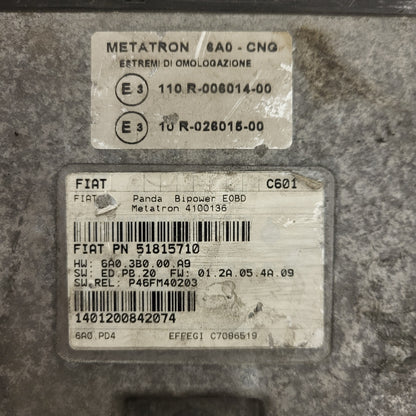 METATRON 6A0 - CNG
ESTREMI DI OMOLOGAZIONE
E 3 110 R-006014-00
E 3 10 R-026015-00
FIAT C601
FIAT Panda Bipower EOBD
Metatron 4100136
FIAT PN 51815710
HW: 6A0.3B0.00.A9
SW: ED.PB.20 FW: 01.2A.05.4A.09
SW.REL: P46FM40203
1401200842074
6A0.PD4 EFFEGI C7086519